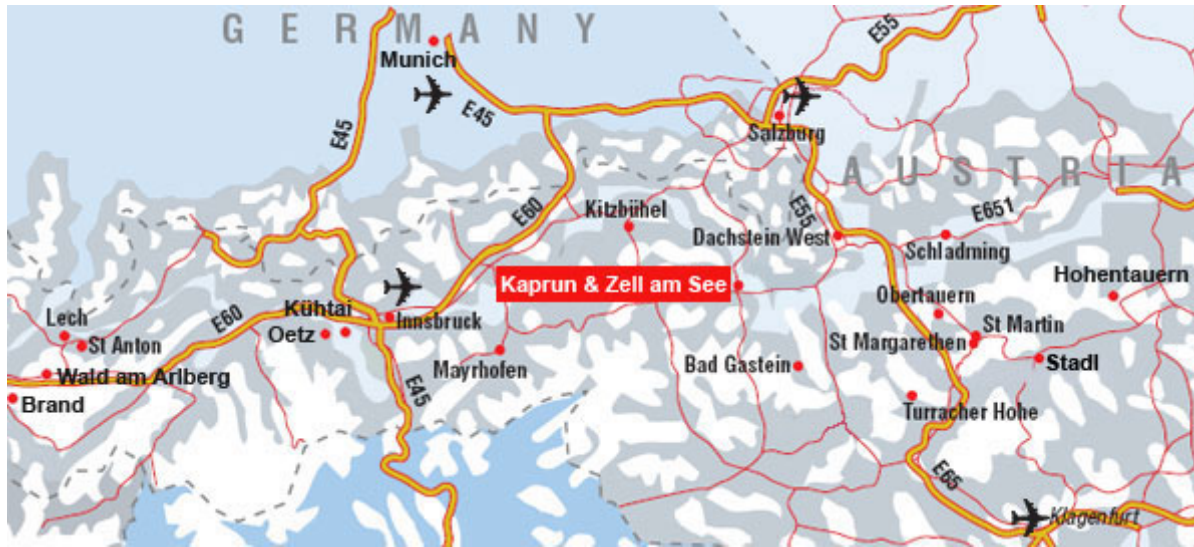 GERMANY
Munich
E45
E45
E55
Salzburg
AUSTRIA
E60
Kitzbühel
E55
E651
Dachstein West
Schladming
Kaprun & Zell am See
Hohentauern
Obertauern
Kühtai
Lech
E60
Innsbruck
Oetz
St Anton
St Martin
St Margarethen
Mayrhofen
Bad Gastein
Stadl
Wald am Arlberg
E45
Brand
Turracher Hohe
E65
Klagenfurt